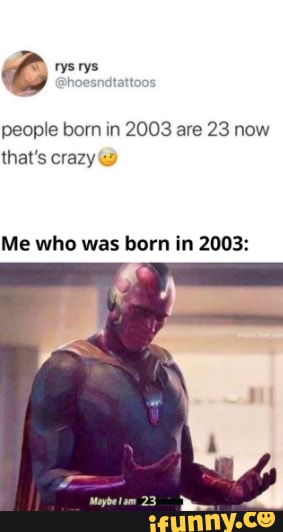 rys rys
@hoesndtattoos
people born in 2003 are 23 now
that's crazy🤕
Me who was born in 2003:
Maybe I am 23
ifunny.co